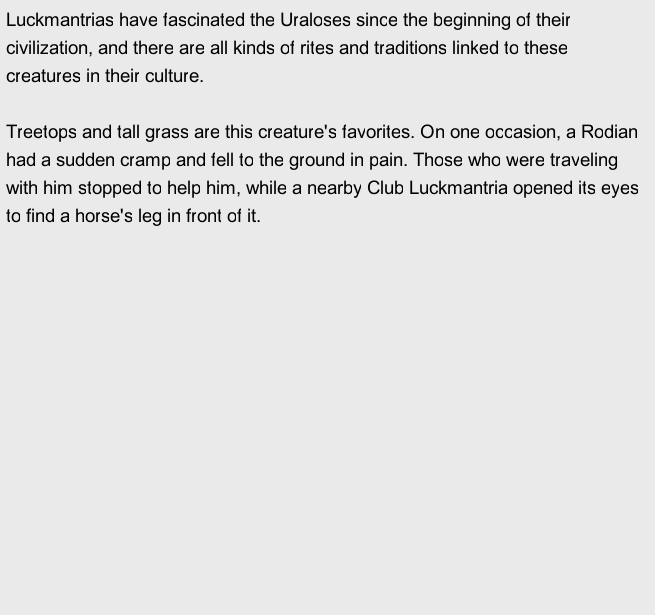 Luckmantrias have fascinated the Uraloses since the beginning of their
civilization, and there are all kinds of rites and traditions linked to these
creatures in their culture.

Treetops and tall grass are this creature's favorites. On one occasion, a Rodian
had a sudden cramp and fell to the ground in pain. Those who were traveling
with him stopped to help him, while a nearby Club Luckmantria opened its eyes
to find a horse's leg in front of it.